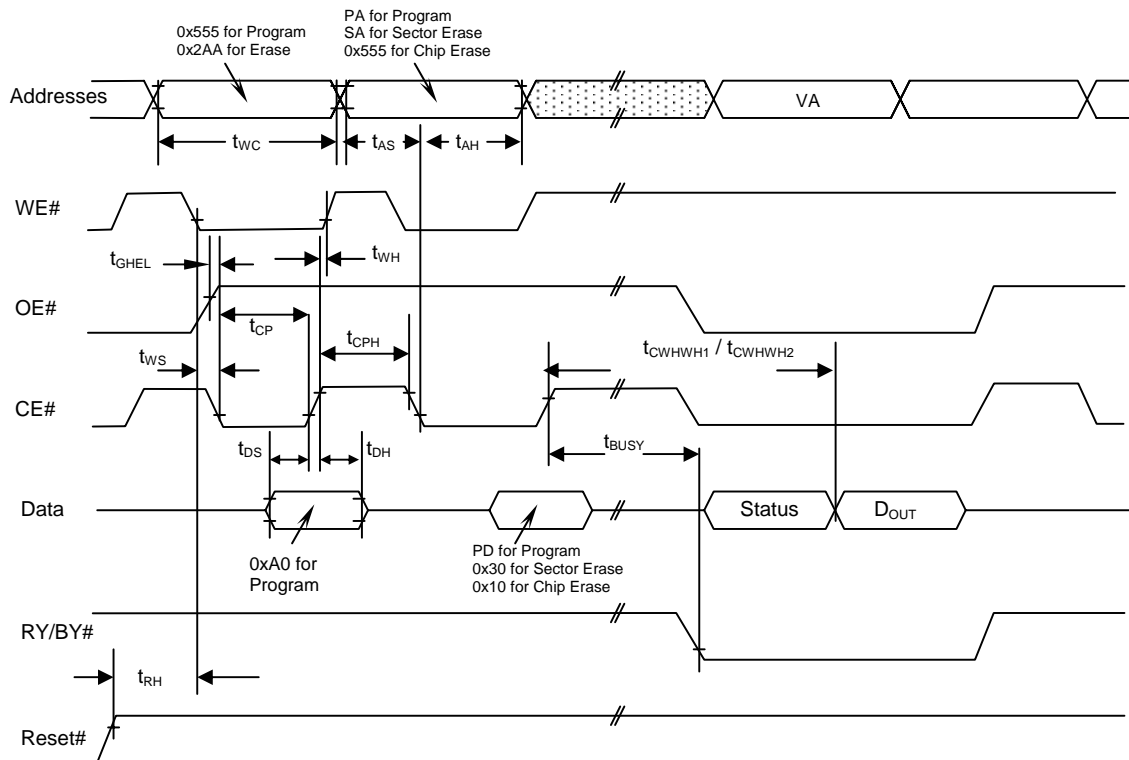 0x555 for Program
0x2AA for Erase
PA for Program
SA for Sector Erase
0x555 for Chip Erase
Addresses
VA
tWC
tAS
tAH
WE#
tGHEL
tWH
OE#
tCP
tCPH
tWS
tCWHWH1 / tCWHWH2
CE#
tDS
tDH
tBUSY
Data
Status
DOUT
0xA0 for
Program
PD for Program
0x30 for Sector Erase
0x10 for Chip Erase
RY/BY#
tRH
Reset#